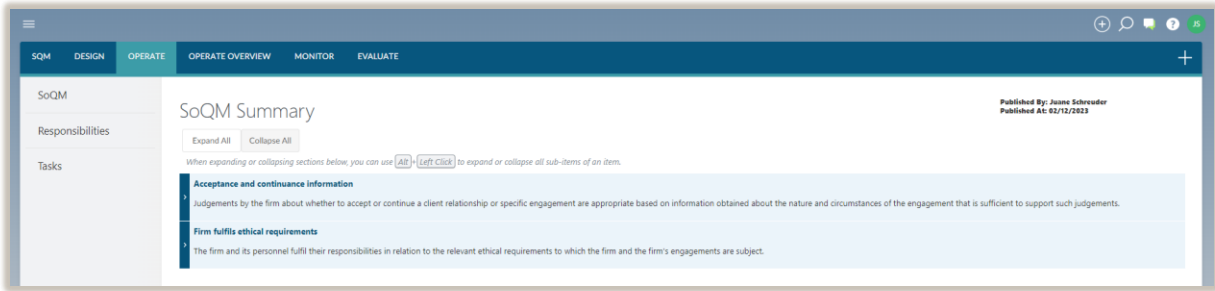 JS
SQM DESIGN OPERATE OPERATE OVERVIEW MONITOR EVALUATE
SoQM
Responsibilities
Tasks
SoQM Summary
Published By: Juane Schreuder
Published At: 02/12/2023
Expand All Collapse All
When expanding or collapsing sections below, you can use Alt + Left Click to expand or collapse all sub-items of an item.
Acceptance and continuance information
Judgements by the firm about whether to accept or continue a client relationship or specific engagement are appropriate based on information obtained about the nature and circumstances of the engagement that is sufficient to support such judgements.
Firm fulfils ethical requirements
The firm and its personnel fulfil their responsibilities in relation to the relevant ethical requirements to which the firm and the firm's engagements are subject.